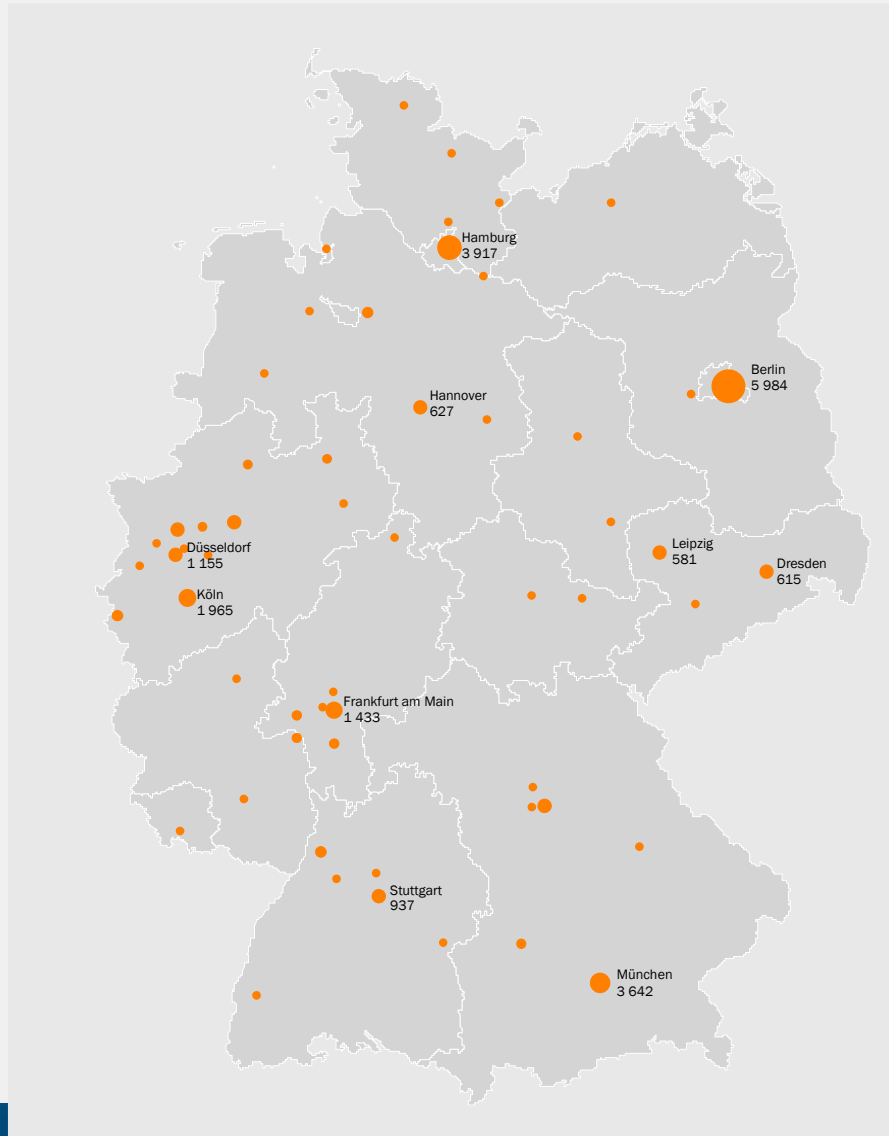 Hamburg
3 917
Berlin
5 984
Hannover
627
Düsseldorf
1 155
Leipzig
581
Dresden
615
Köln
1 965
Frankfurt am Main
1 433
Stuttgart
937
München
3 642